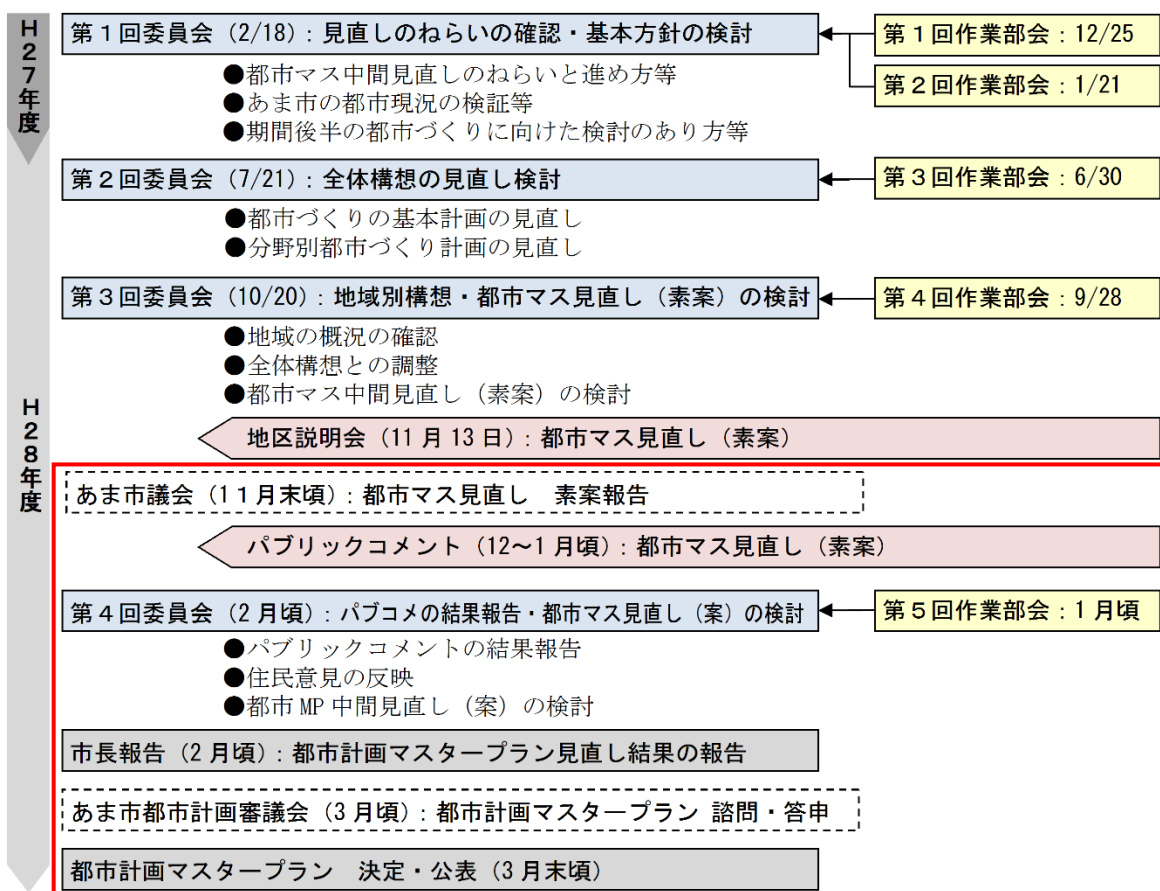 H27年度
第１回委員会（2/18）：見直しのねらいの確認・基本方針の検討
第１回作業部会：12/25
第２回作業部会：1/21
●都市マス中間見直しのねらいと進め方等
●あま市の都市現況の検証等
●期間後半の都市づくりに向けた検討のあり方等
H28年度
第２回委員会（7/21）：全体構想の見直し検討
第３回作業部会：6/30
●都市づくりの基本計画の見直し
●分野別都市づくり計画の見直し
第３回委員会（10/20）：地域別構想・都市マス見直し（素案）の検討
第４回作業部会：9/28
●地域の概況の確認
●全体構想との調整
●都市マス中間見直し（素案）の検討
地区説明会（11月13日）：都市マス見直し（素案）
あま市議会（１１月末頃）：都市マス見直し　素案報告
パブリックコメント（12～1月頃）：都市マス見直し（素案）
第４回委員会（2月頃）：パブコメの結果報告・都市マス見直し（案）の検討
第５回作業部会：1月頃
●パブリックコメントの結果報告
●住民意見の反映
●都市MP中間見直し（案）の検討
市長報告（2月頃）：都市計画マスタープラン見直し結果の報告
あま市都市計画審議会（3月頃）：都市計画マスタープラン 諮問・答申
都市計画マスタープラン　決定・公表（3月末頃）